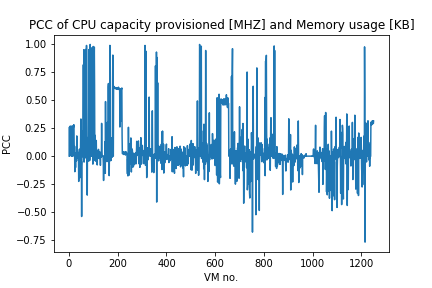 PCC of CPU capacity provisioned [MHZ] and Memory usage [KB]
1.00
0.75
0.50
0.25
0.00
−0.25
−0.50
−0.75
PCC
0 200 400 600 800 1000 1200
VM no.